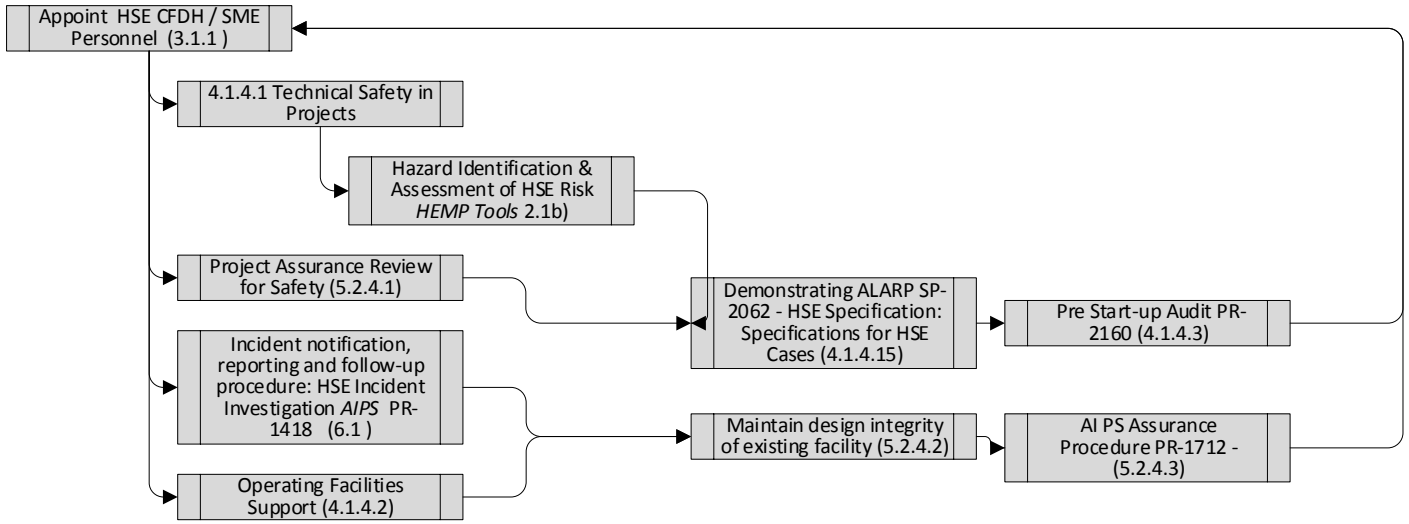 Appoint HSE CFDH / SME
Personnel (3.1.1 )
4.1.4.1 Technical Safety in
Projects
Hazard Identification &
Assessment of HSE Risk
HEMP Tools 2.1b)
Project Assurance Review
for Safety (5.2.4.1)
Demonstrating ALARP SP-
2062 - HSE Specification:
Specifications for HSE
Cases (4.1.4.15)
Pre Start-up Audit PR-
2160 (4.1.4.3)
Incident notification,
reporting and follow-up
procedure: HSE Incident
Investigation AIPS PR-
1418 (6.1 )
Maintain design integrity
of existing facility (5.2.4.2)
AI PS Assurance
Procedure PR-1712 -
(5.2.4.3)
Operating Facilities
Support (4.1.4.2)